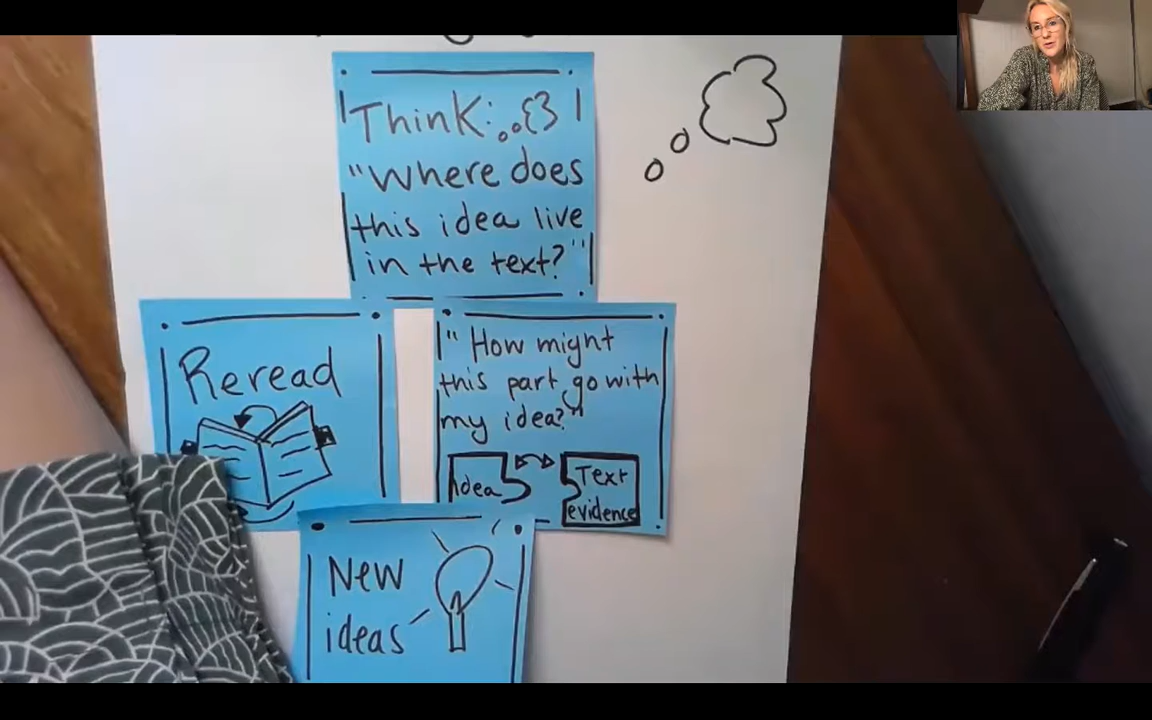 Think:
"Where does
this idea live
in the text?"
Reread
"How might
this part go with
my idea?"
Idea
Text
evidence
New
ideas